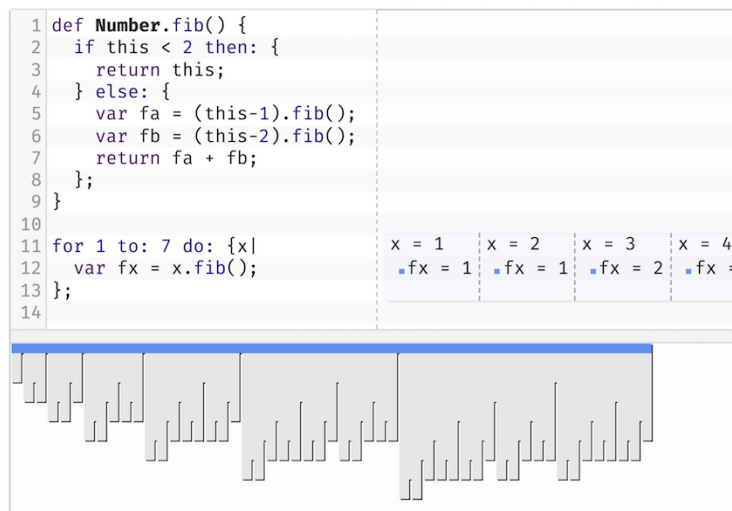 1 def Number.fib() {
2 if this < 2 then: {
3 return this;
4 } else: {
5 var fa = (this-1).fib();
6 var fb = (this-2).fib();
7 return fa + fb;
8 };
9 }
10
11 for 1 to: 7 do: {x| x = 1 x = 2 x = 3 x = 4
12 var fx = x.fib(); fx = 1 fx = 1 fx = 2 fx =
13 };
14